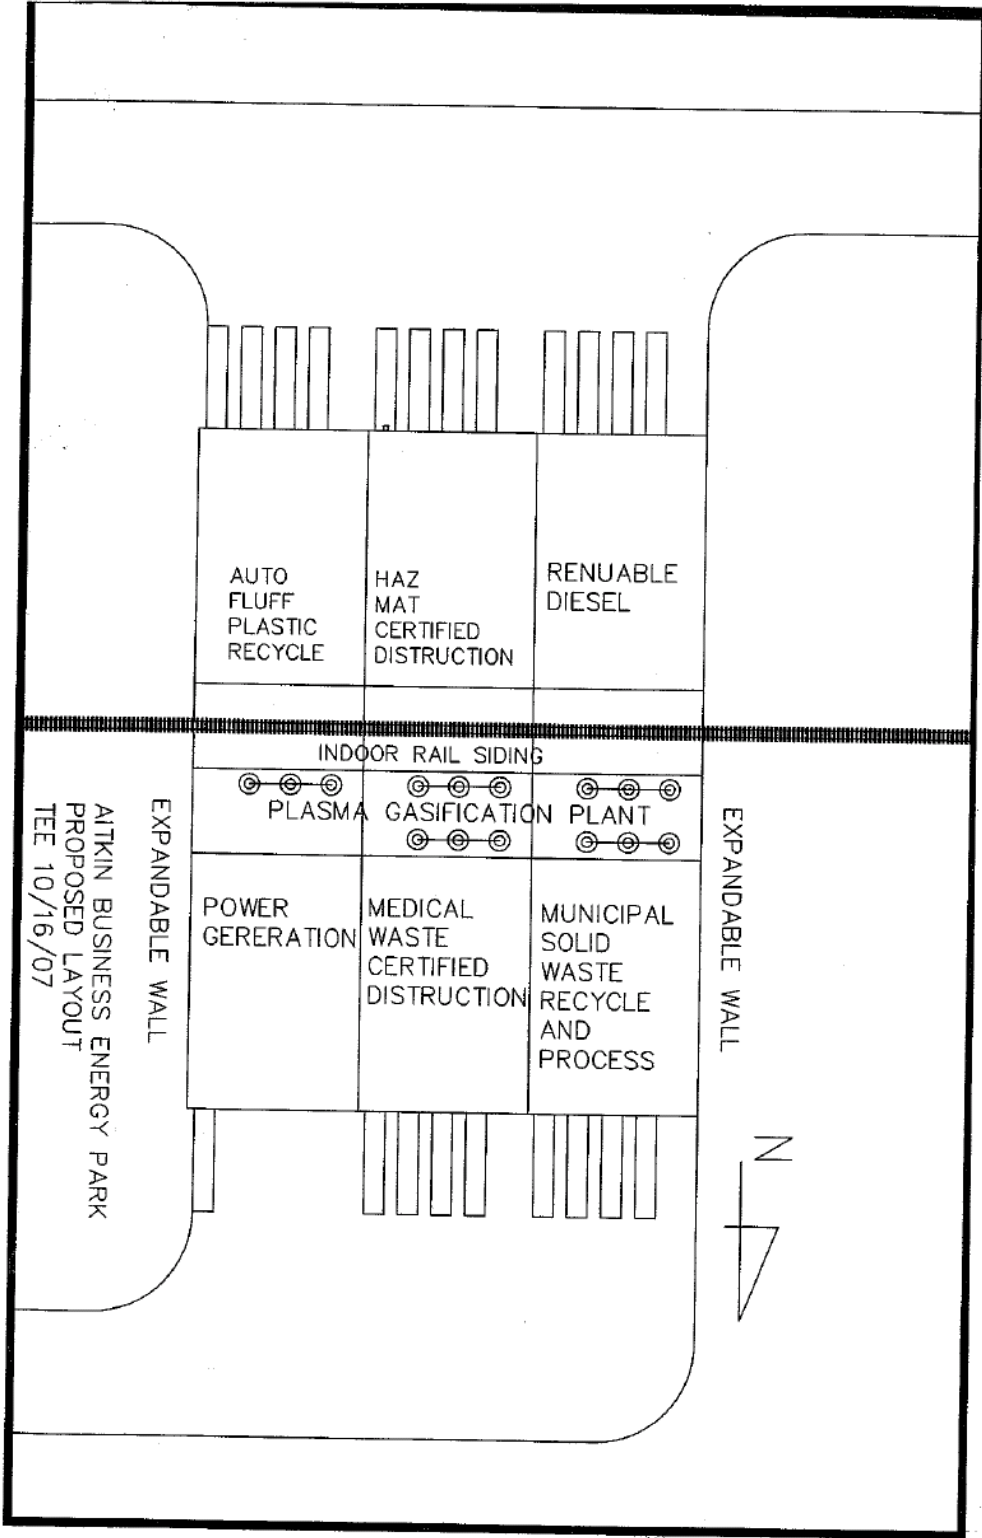 AUTO
FLUFF
PLASTIC
RECYCLE
HAZ
MAT
CERTIFIED
DISTRUCTION
RENUABLE
DIESEL
INDOOR RAIL SIDING
PLASMA GASIFICATION PLANT
POWER
GERERATION
MEDICAL
WASTE
CERTIFIED
DISTRUCTION
MUNICIPAL
SOLID
WASTE
RECYCLE
AND
PROCESS
EXPANDABLE WALL
EXPANDABLE WALL
N
AITKIN BUSINESS ENERGY PARK
PROPOSED LAYOUT
TEE 10/16/07